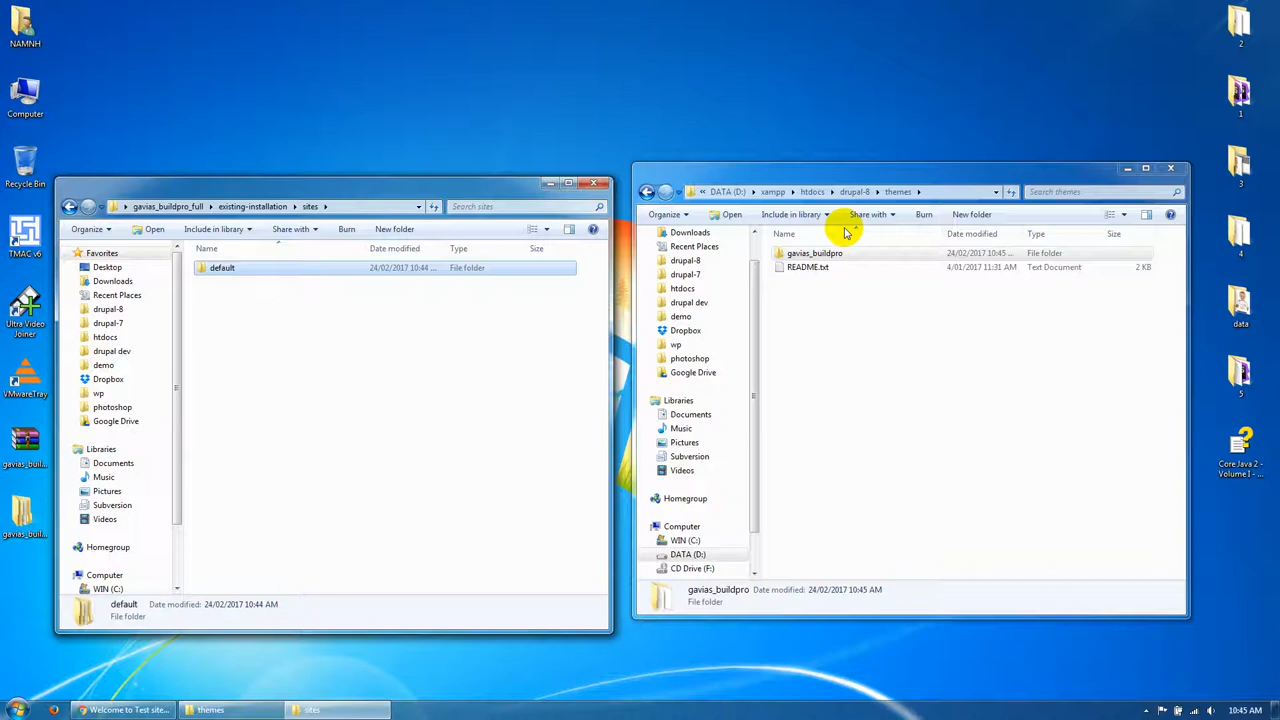 NAMNH
Computer
Recycle Bin
TMAC v6
Ultra Video
Joiner
VMwareTray
gavias_buil...
gavias_buil...
gavias_buildpro_full
existing-installation
sites
Search sites
Organize
Open
Include in library
Share with
Burn
New folder
Favorites
Desktop
Downloads
Recent Places
drupal-8
drupal-7
htdocs
drupal dev
demo
Dropbox
wp
photoshop
Google Drive
Libraries
Documents
Music
Pictures
Subversion
Videos
Homegroup
Computer
WIN (C:)
Name
Date modified
Type
Size
default
24/02/2017 10:44 ...
File folder
default
Date modified: 24/02/2017 10:44 AM
File folder
« DATA (D:)
xampp
htdocs
drupal-8
themes
Search themes
Organize
Open
Include in library
Share with
Burn
New folder
Downloads
Recent Places
drupal-8
drupal-7
htdocs
drupal dev
demo
Dropbox
wp
photoshop
Google Drive
Libraries
Documents
Music
Pictures
Subversion
Videos
Homegroup
Computer
WIN (C:)
DATA (D:)
CD Drive (F:)
Name
Date modified
Type
Size
gavias_buildpro
24/02/2017 10:45 ...
File folder
README.txt
4/01/2017 11:31 AM
Text Document
2 KB
gavias_buildpro
Date modified: 24/02/2017 10:45 AM
File folder
2
1
3
4
data
5
Core Java 2 -
Volume I - ...
Welcome to Test site...
themes
sites
10:45 AM